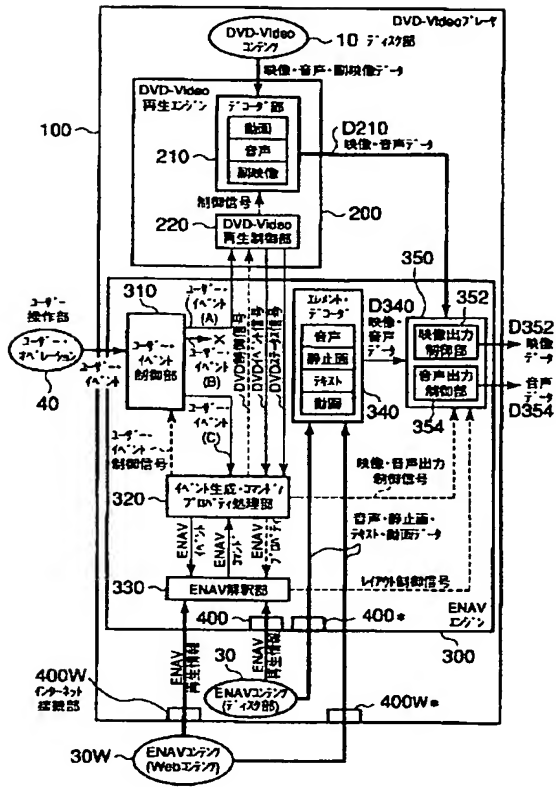 DVD-Videoプレーヤ
DVD-Video
コンテンツ
10 ディスク部
映像・音声・副映像データ
DVD-Video
再生エンジン
100
デコーダ部
動画
音声
副映像
210
D210
映像・音声データ
制御信号
220
DVD-Video
再生制御部
200
ユーザー
操作部
ユーザー・
オペレーション
40
ユーザー・
イベント
310
ユーザー・
イベント
制御部
ユーザー・
イベント
(A)
ユーザー・
イベント
(B)
ユーザー・
イベント
(C)
ユーザー・
イベント
制御信号
DVD制御信号
DVDイベント信号
DVDステータス信号
エレメント・
デコーダ
音声
静止画
テキスト
動画
340
D340
映像・
音声
データ
350
352
映像出力
制御部
音声出力
制御部
354
D352
映像
データ
音声
データ
D354
320
イベント生成・コマンド/
プロパティ処理部
映像・音声出力
制御信号
ENAV
イベント
ENAV
コマンド
ENAV
プロパティ
音声・静止画・
テキスト・動画データ
330
ENAV解釈部
レイアウト制御信号
400
400*
ENAV
エンジン
300
ENAV
再生情報
ENAV
再生情報
30
ENAVコンテンツ
(ディスク部)
400W
インターネット
接続部
400W*
30W
ENAVコンテンツ
(Webコンテンツ)